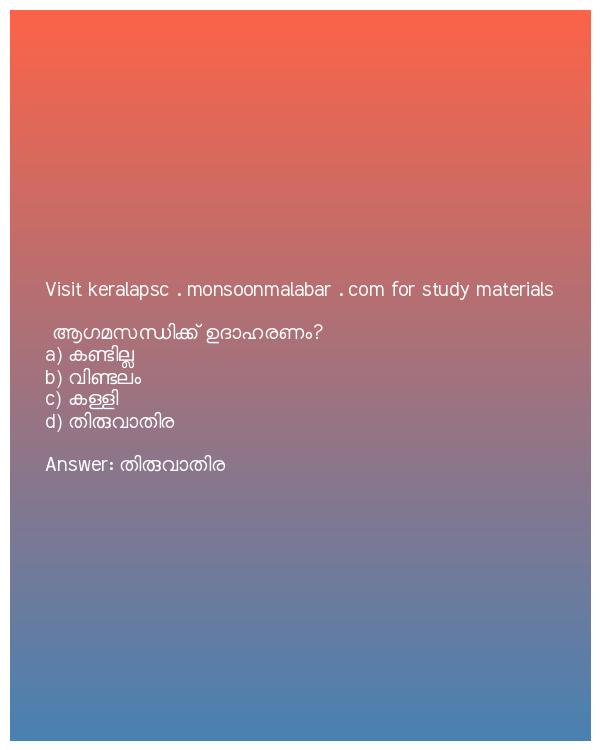 Visit keralapsc . monsoonmalabar . com for study materials
ആഗമസന്ധിക്ക് ഉദാഹരണം?
a) കണ്ടില്ല
b) വിണ്ടലം
c) കള്ളി
d) തിരുവാതിര
Answer: തിരുവാതിര